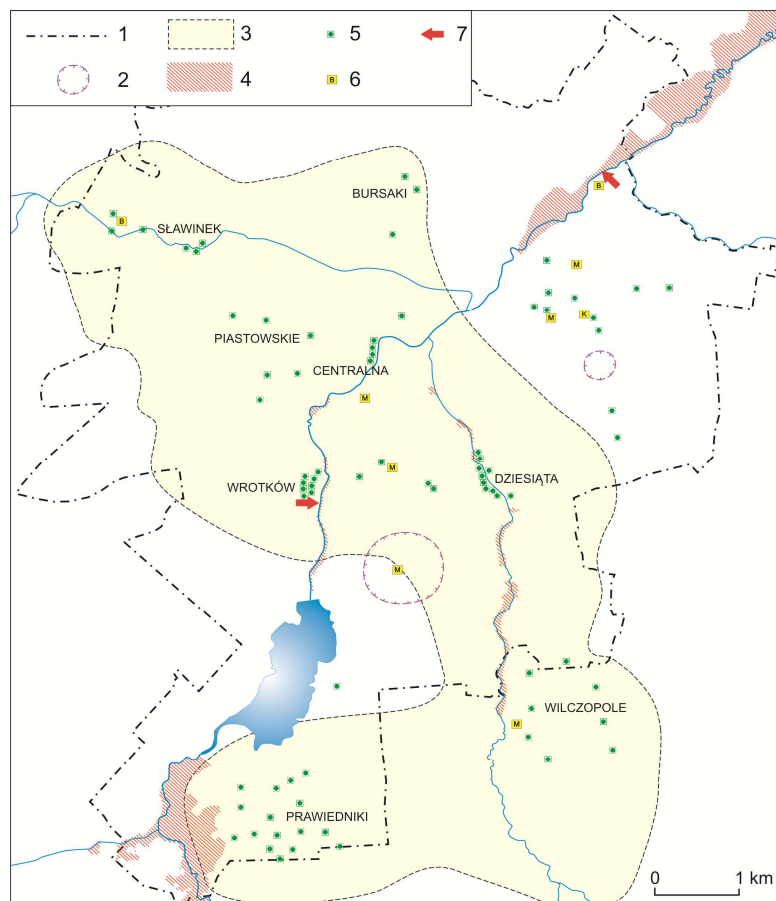 1 3 5 7
2 4 B 6
B
BURSAKI
B
SŁAWINEK
M
K
M
PIASTOWSKIE
CENTRALNA
M
M
DZIESIĄTA
WROTKÓW
M
WILCZOPOLE
M
PRAWIEDNIKI
0 1 km